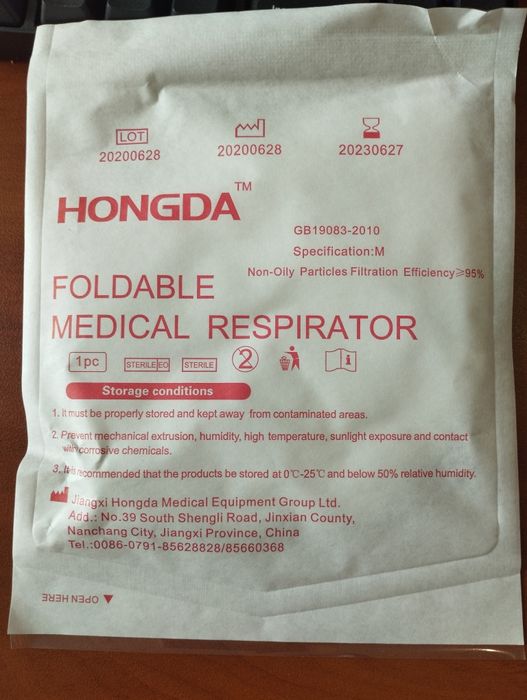 LOT
20200628 20200628 20230627
HONGDA™
GB19083-2010
Specification:M
Non-Oily Particles Filtration Efficiency≥95%
FOLDABLE
MEDICAL RESPIRATOR
1pc STERILE EO STERILE 2 i
Storage conditions
1. It must be properly stored and kept away from contaminated areas.
2. Prevent mechanical extrusion, humidity, high temperature, sunlight exposure and contact
with corrosive chemicals.
3. It is recommended that the products be stored at 0℃-25℃ and below 50% relative humidity.
Jiangxi Hongda Medical Equipment Group Ltd.
Add.: No.39 South Shengli Road, Jinxian County,
Nanchang City, Jiangxi Province, China
Tel.:0086-0791-85628828/85660368
OPEN HERE